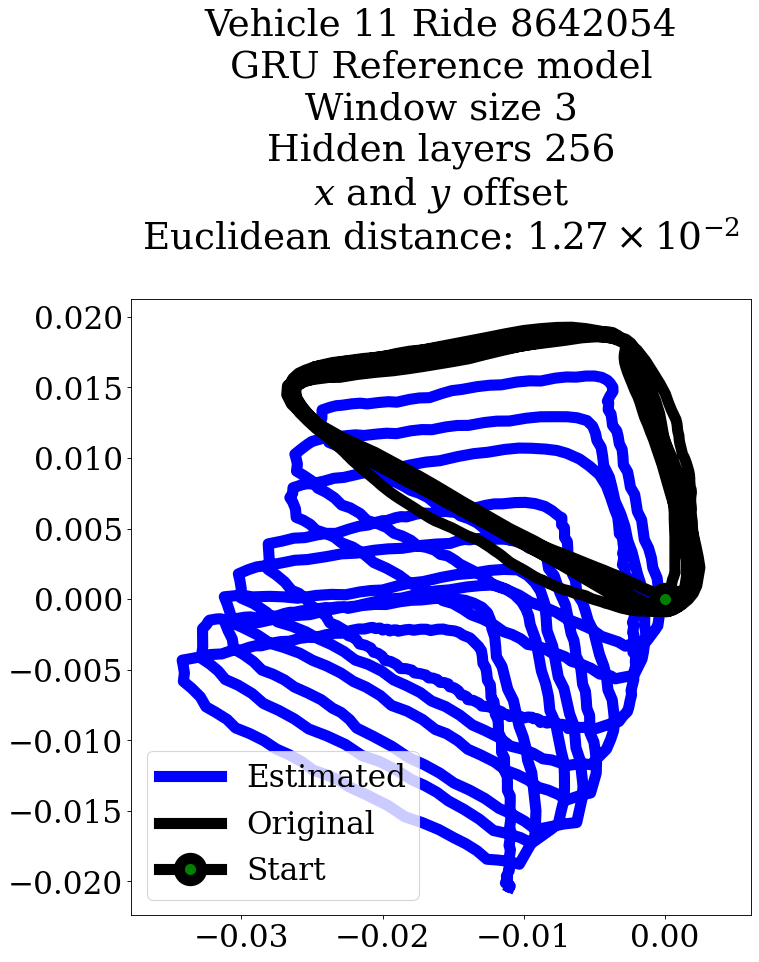 Vehicle 11 Ride 8642054
GRU Reference model
Window size 3
Hidden layers 256
x and y offset
Euclidean distance: 1.27 × 10⁻²
0.020
0.015
0.010
0.005
0.000
−0.005
−0.010
−0.015
−0.020
Estimated
Original
Start
−0.03 −0.02 −0.01 0.00